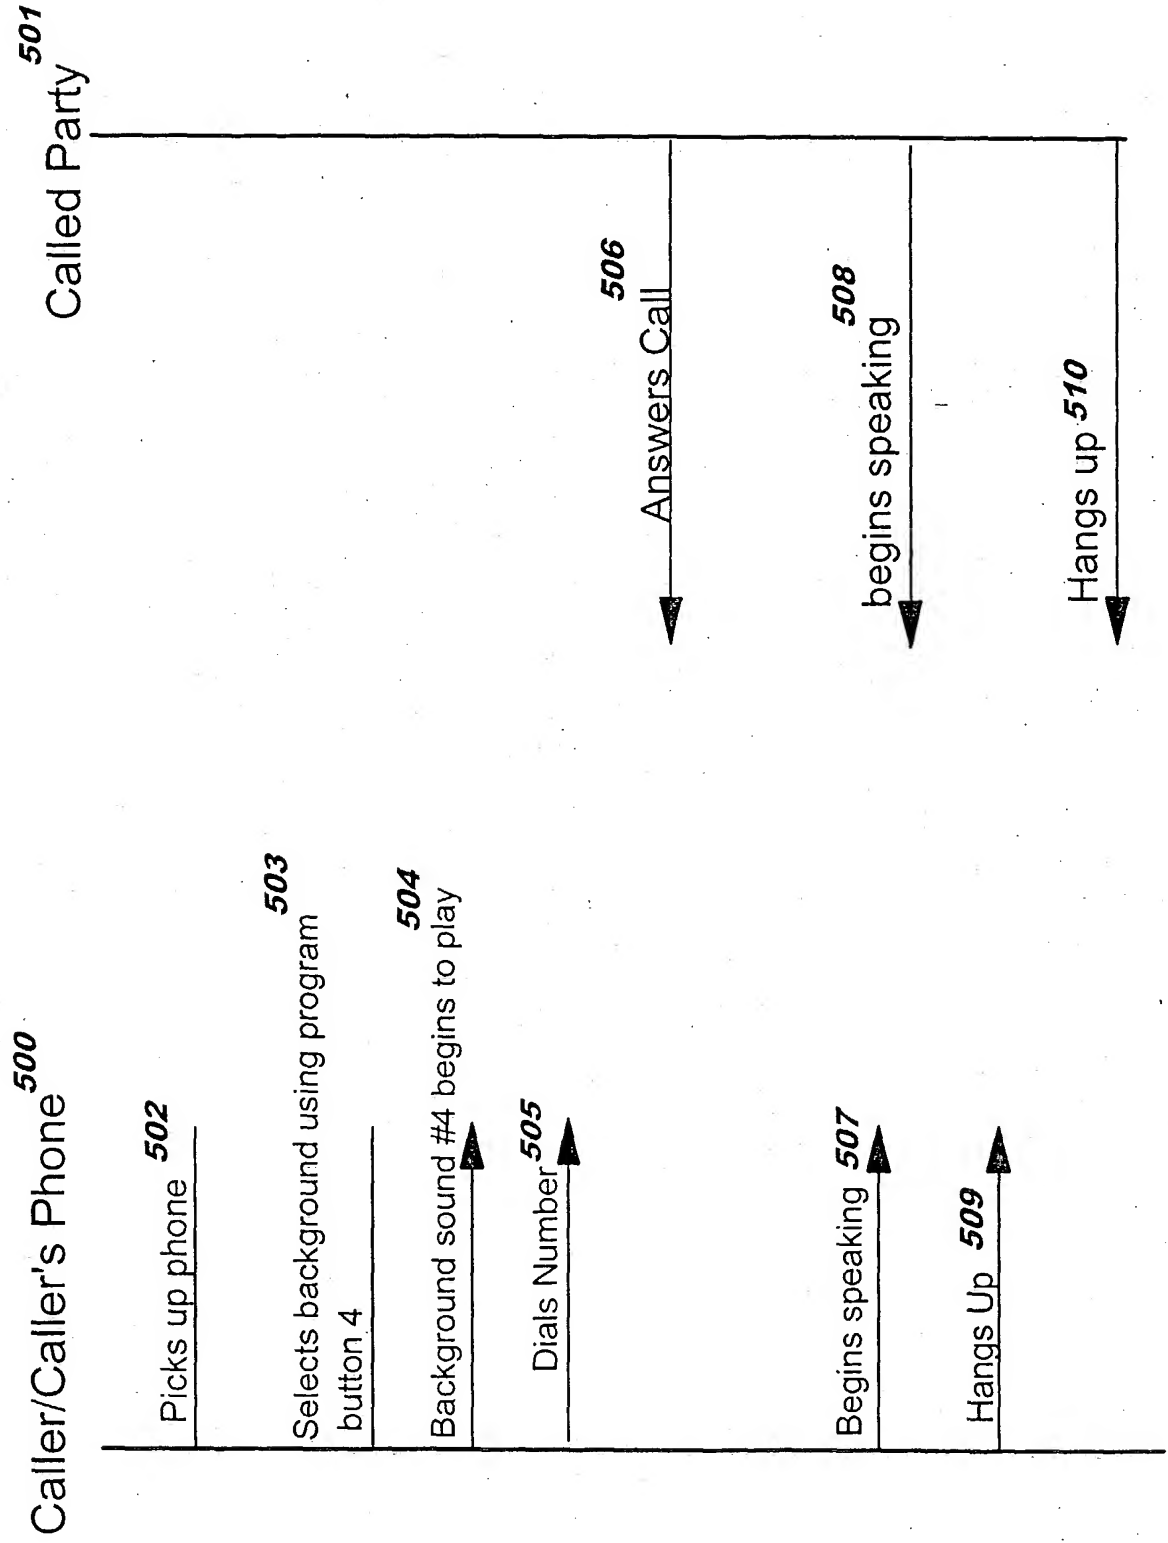 Caller/Caller's Phone 500
Called Party 501
Picks up phone 502
Selects background using program 503
button 4
Background sound #4 begins to play 504
Dials Number 505
Answers Call 506
Begins speaking 507
begins speaking 508
Hangs Up 509
Hangs up 510